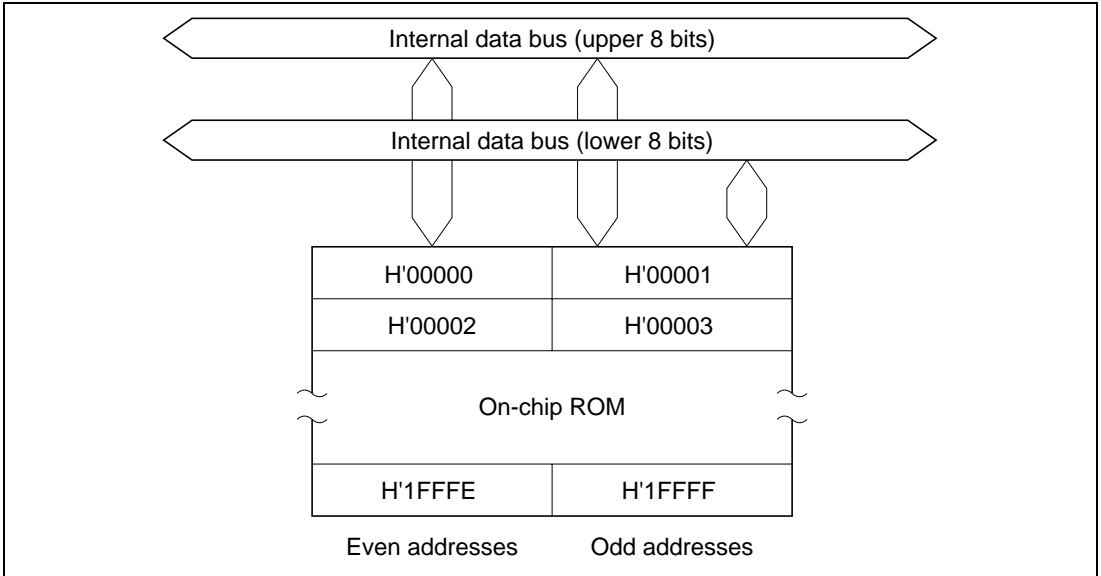 Internal data bus (upper 8 bits)
Internal data bus (lower 8 bits)
H'00000 H'00001
H'00002 H'00003
On-chip ROM
H'1FFFE H'1FFFF
Even addresses Odd addresses